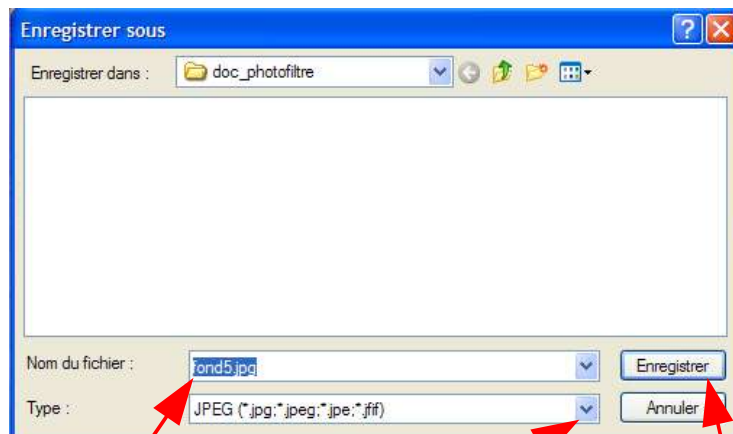 Enregistrer sous
Enregistrer dans : doc_photofiltre
Nom du fichier : fond5.jpg Enregistrer
Type : JPEG (*.jpg;*.jpeg;*.jpe;*.jfif) Annuler